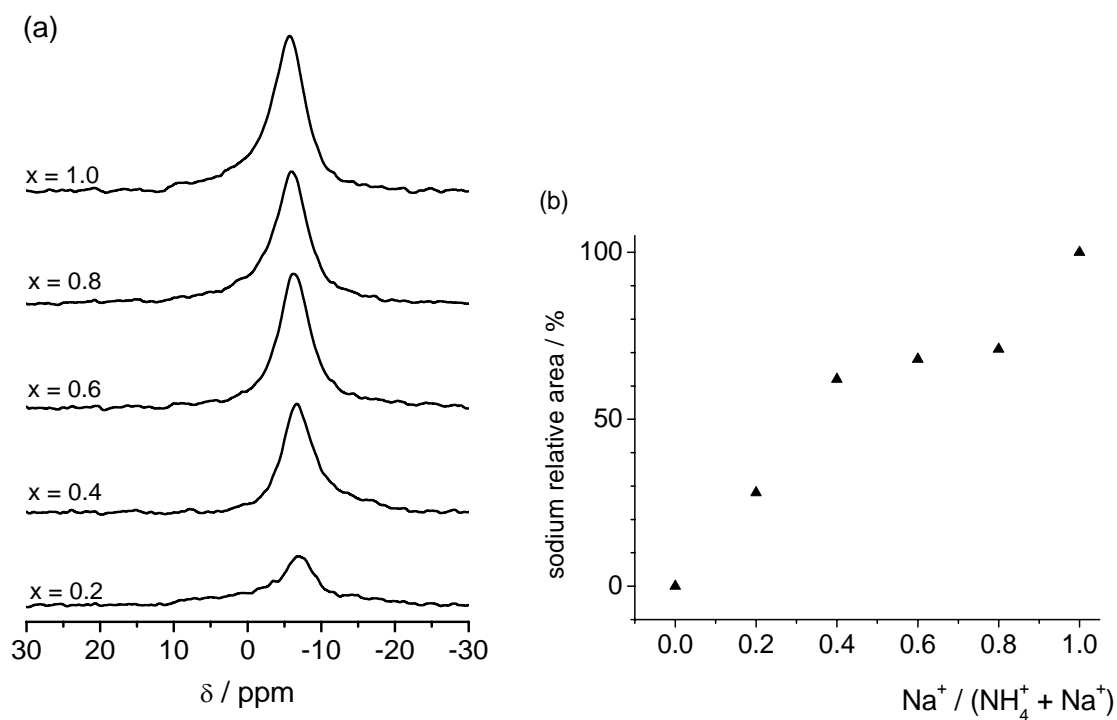 (a)
x = 1.0
x = 0.8
x = 0.6
x = 0.4
x = 0.2
30 20 10 0 -10 -20 -30
δ / ppm
(b)
100
50
0
sodium relative area / %
0.0 0.2 0.4 0.6 0.8 1.0
Na⁺ / (NH₄⁺ + Na⁺)